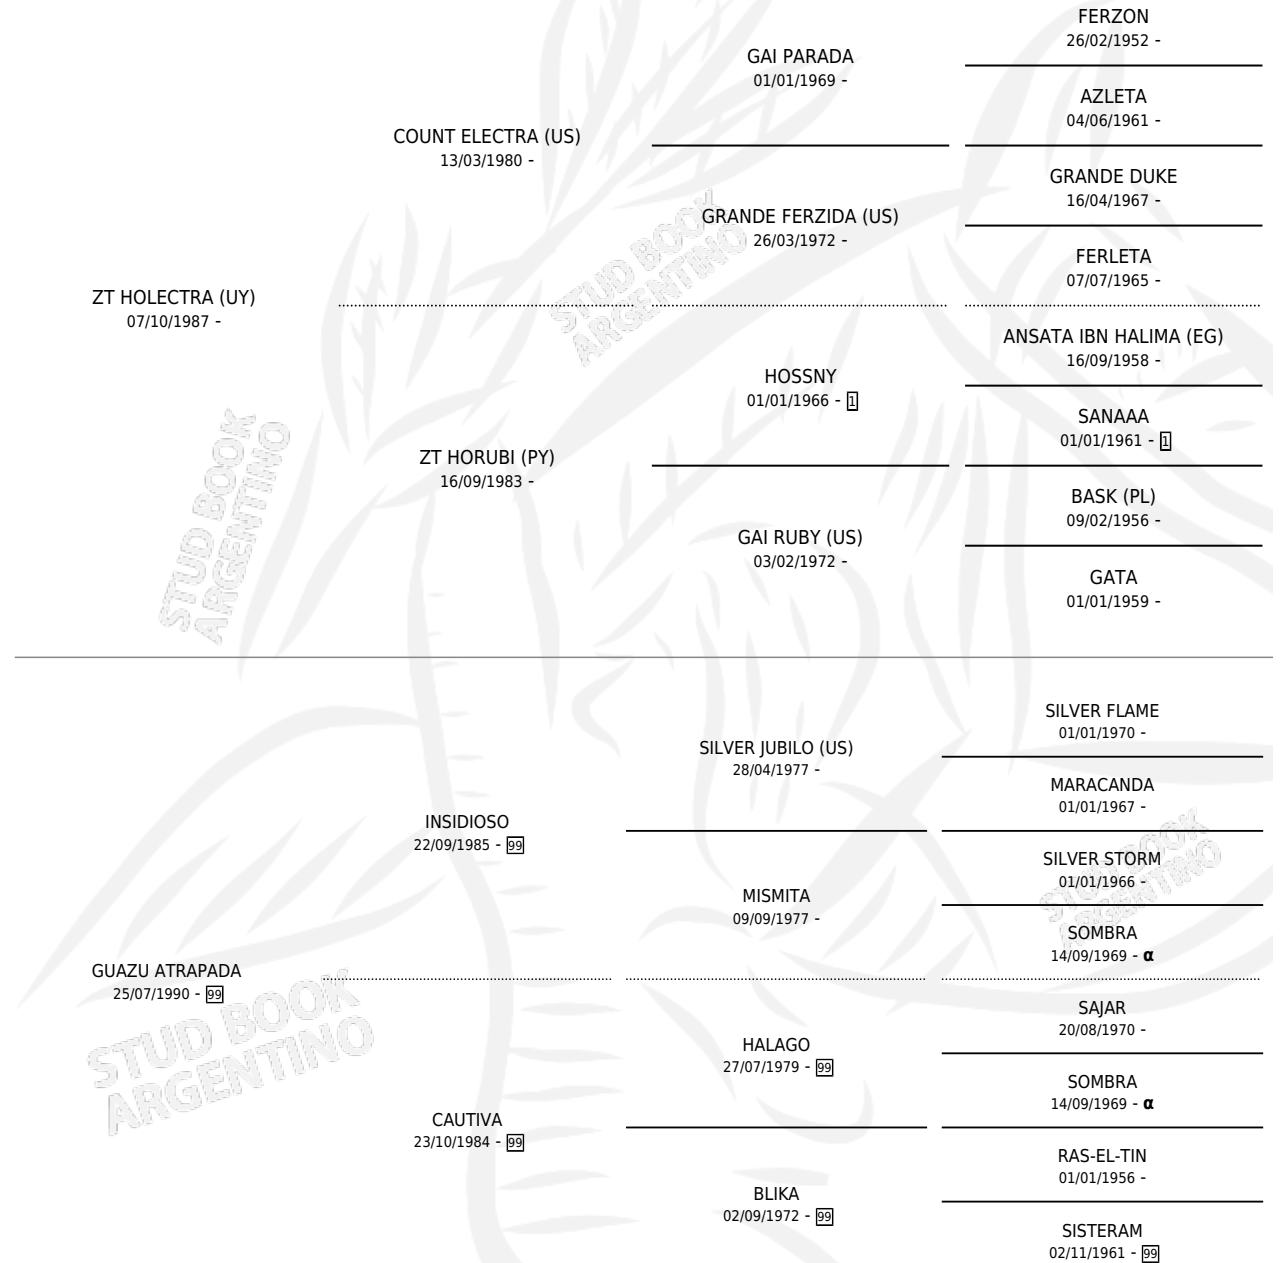 FERZON
26/02/1952 -
GAI PARADA
01/01/1969 -
AZLETA
04/06/1961 -
COUNT ELECTRA (US)
13/03/1980 -
GRANDE DUKE
16/04/1967 -
GRANDE FERZIDA (US)
26/03/1972 -
FERLETA
07/07/1965 -
ZT HOLECTRA (UY)
07/10/1987 -
ANSATA IBN HALIMA (EG)
16/09/1958 -
HOSSNY
01/01/1966 - 1
SANAAA
01/01/1961 - 1
ZT HORUBI (PY)
16/09/1983 -
BASK (PL)
09/02/1956 -
GAI RUBY (US)
03/02/1972 -
GATA
01/01/1959 -
SILVER FLAME
01/01/1970 -
SILVER JUBILO (US)
28/04/1977 -
MARACANDA
01/01/1967 -
INSIDIOSO
22/09/1985 - 99
SILVER STORM
01/01/1966 -
MISMITA
09/09/1977 -
SOMBRA
14/09/1969 - α
GUAZU ATRAPADA
25/07/1990 - 99
SAJAR
20/08/1970 -
HALAGO
27/07/1979 - 99
SOMBRA
14/09/1969 - α
CAUTIVA
23/10/1984 - 99
RAS-EL-TIN
01/01/1956 -
BLIKA
02/09/1972 - 99
SISTERAM
02/11/1961 - 99
STUD BOOK
ARGENTINO
STUD BOOK
ARGENTINO
STUD BOOK
ARGENTINO
STUD BOOK
ARGENTINO